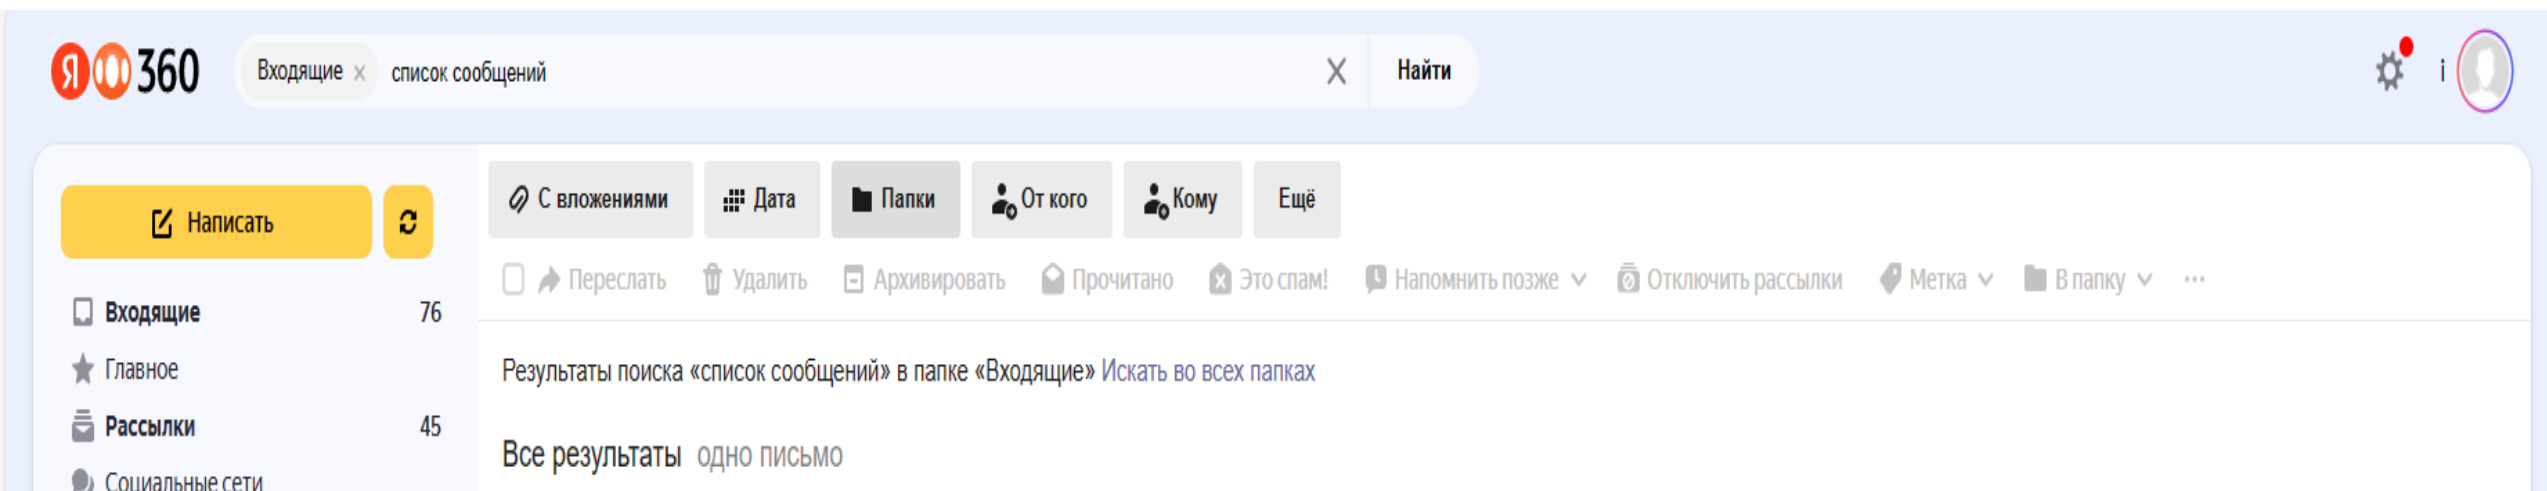 Я 360 Входящие список сообщений Найти i
С вложениями Дата Папки От кого Кому Ещё
Написать
Переслать Удалить Архивировать Прочитано Это спам! Напомнить позже Отключить рассылки Метка В папку ...
Входящие 76
Главное
Рассылки 45
Социальные сети
Результаты поиска «список сообщений» в папке «Входящие» Искать во всех папках
Все результаты одно письмо